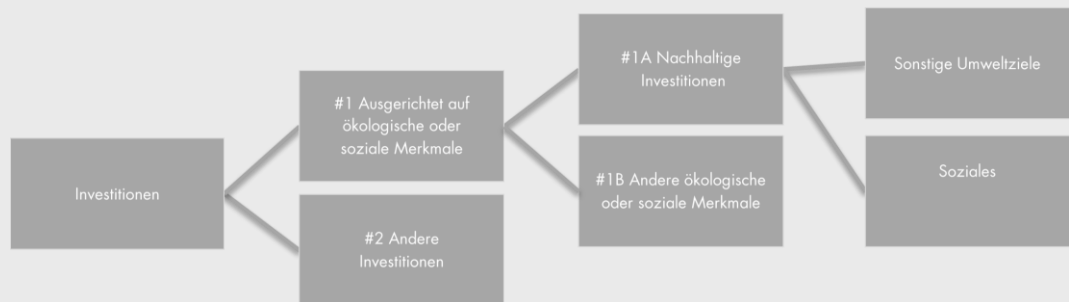 Investitionen
#1 Ausgerichtet auf
ökologische oder
soziale Merkmale
#2 Andere
Investitionen
#1A Nachhaltige
Investitionen
#1B Andere ökologische
oder soziale Merkmale
Sonstige Umweltziele
Soziales